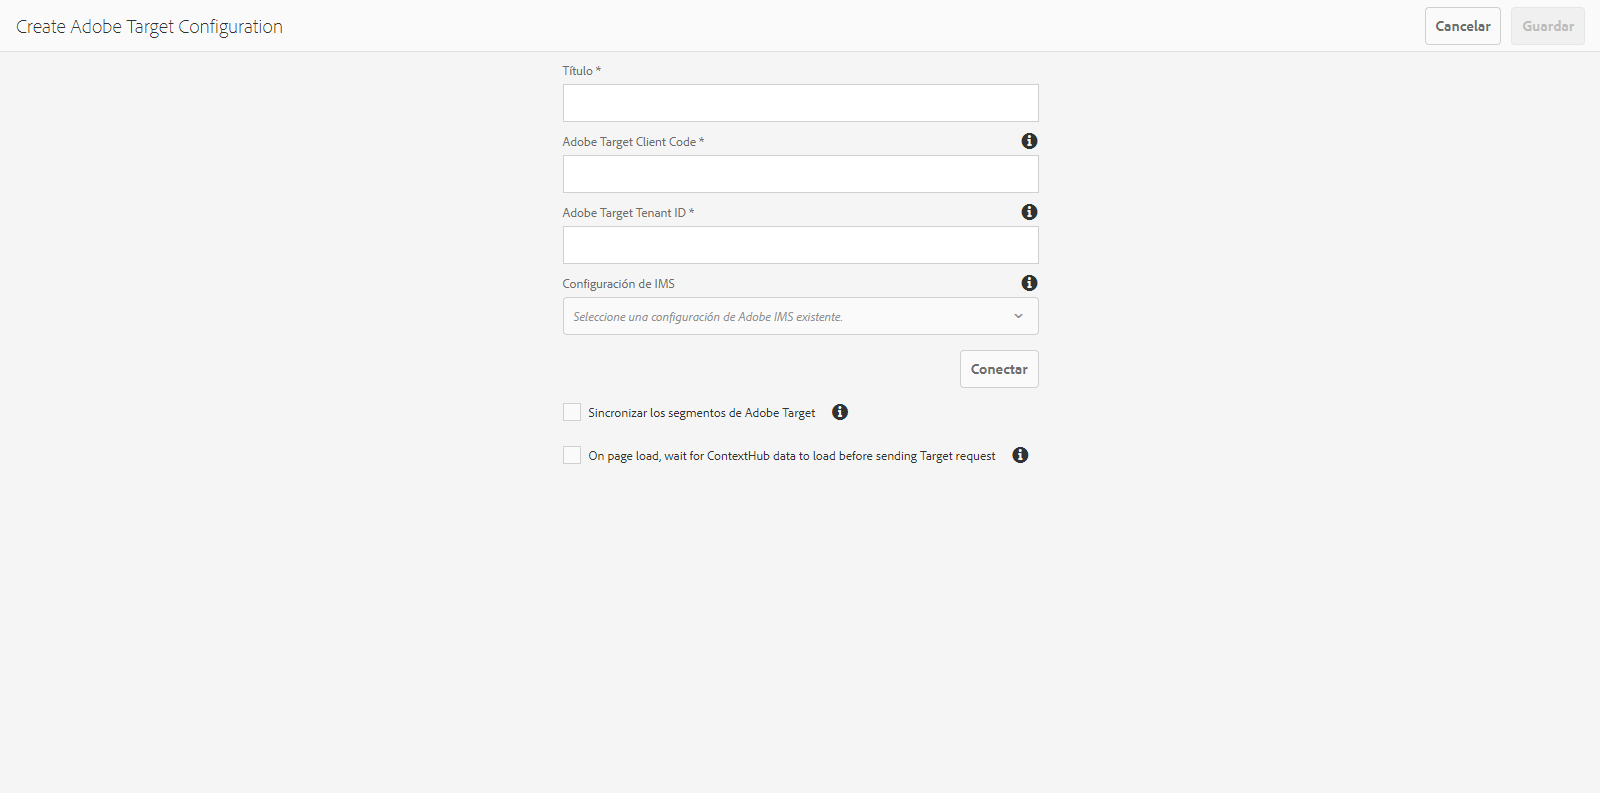 Create Adobe Target Configuration
Cancelar
Guardar
Título *
Adobe Target Client Code *
Adobe Target Tenant ID *
Configuración de IMS
Seleccione una configuración de Adobe IMS existente.
Conectar
Sincronizar los segmentos de Adobe Target
On page load, wait for ContextHub data to load before sending Target request